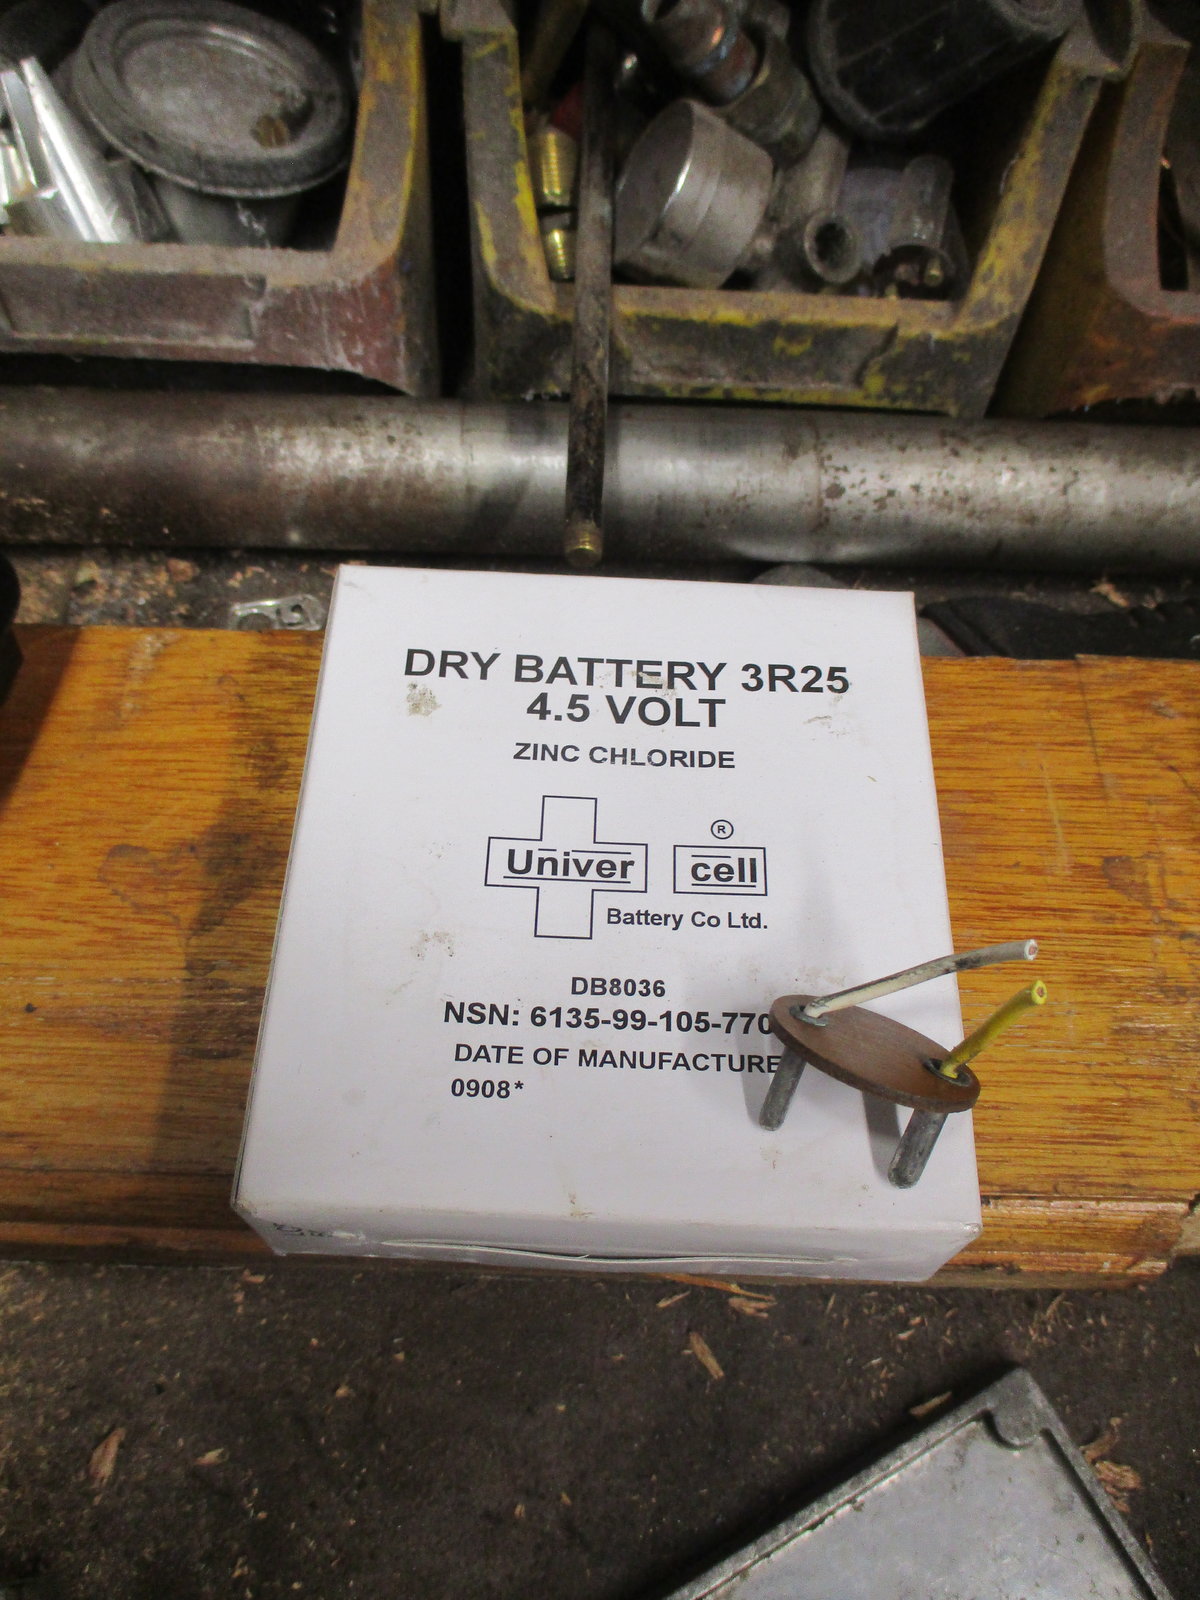 DRY BATTERY 3R25
4.5 VOLT
ZINC CHLORIDE
®
Univer cell
Battery Co Ltd.
DB8036
NSN: 6135-99-105-770
DATE OF MANUFACTURE
0908*